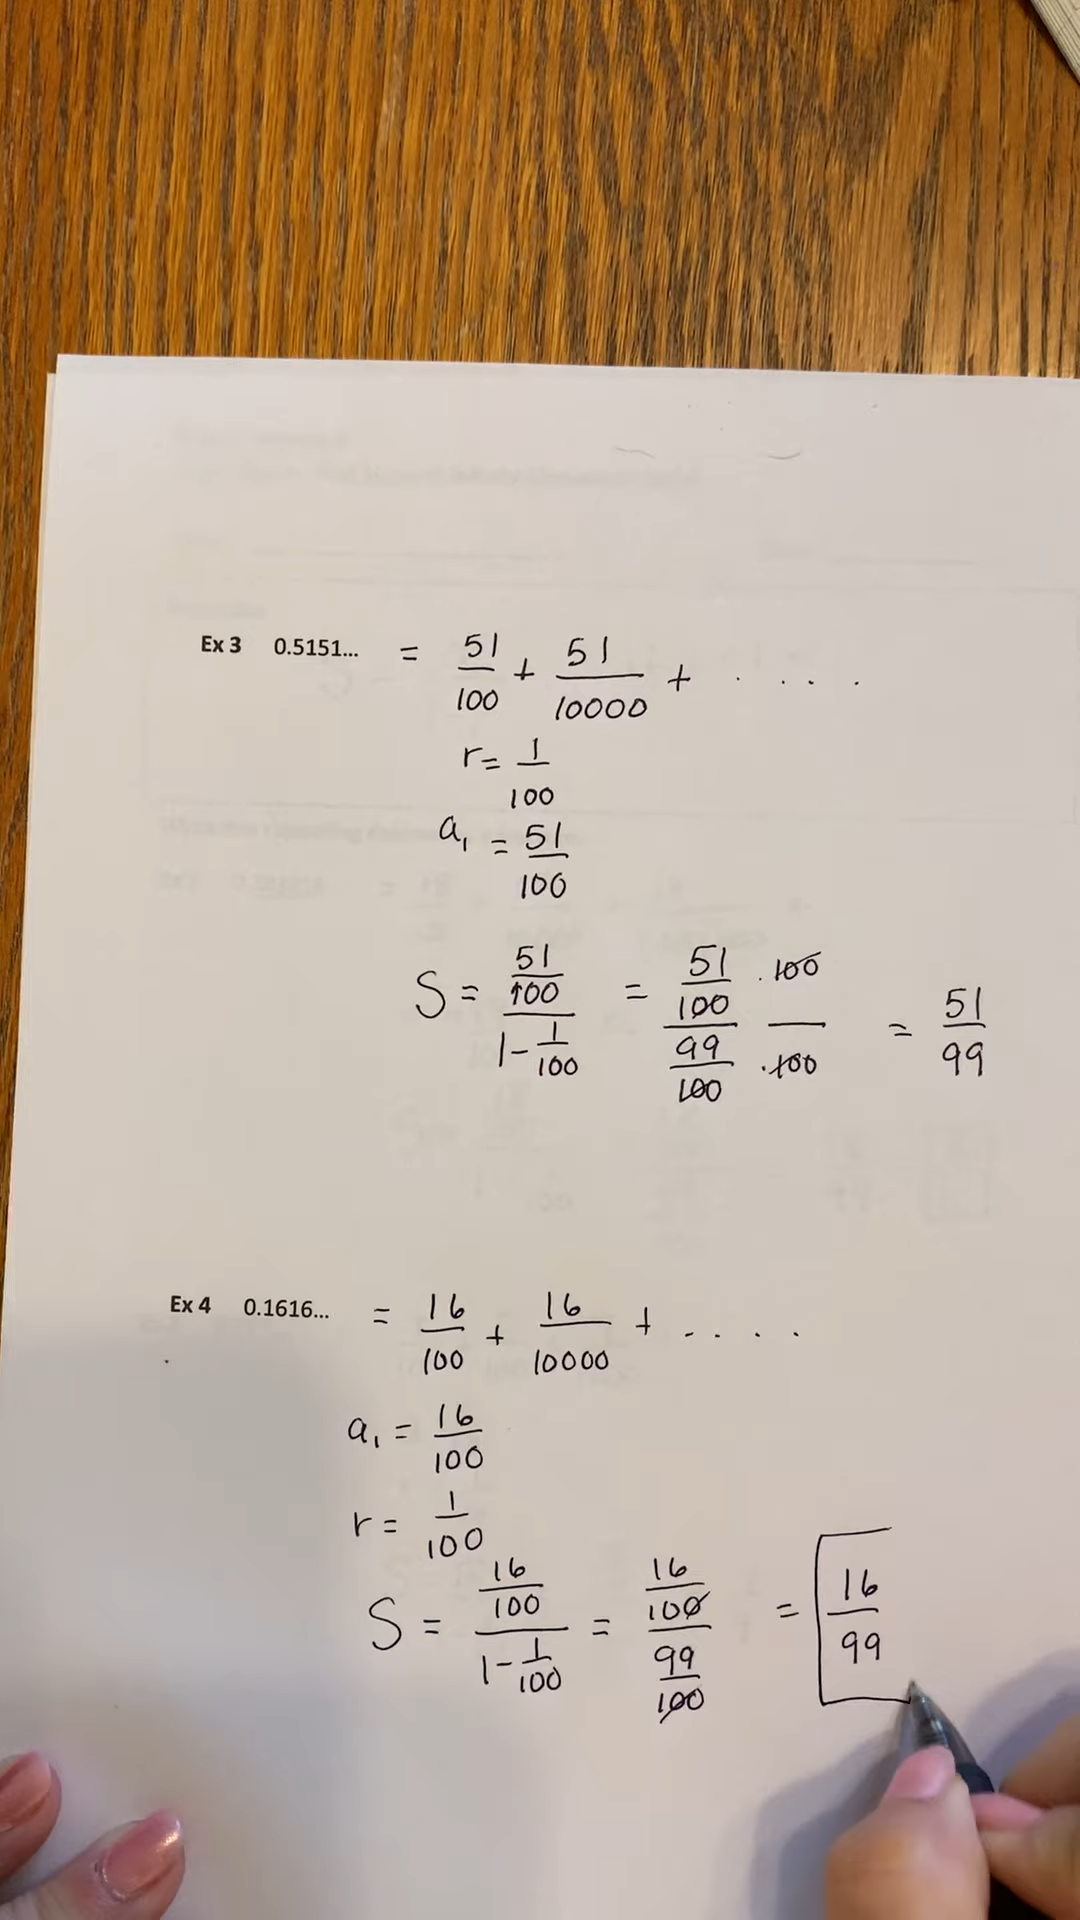 Ex 3 0.5151... = 51/100 + 51/10000 + . . . .
r = 1/100
a₁ = 51/100
S = (51/100)/(1 - 1/100) = (51/100 · 100)/(99/100 · 100) = 51/99
Ex 4 0.1616... = 16/100 + 16/10000 + . . . .
a₁ = 16/100
r = 1/100
S = (16/100)/(1 - 1/100) = (16/100)/(99/100) = 16/99